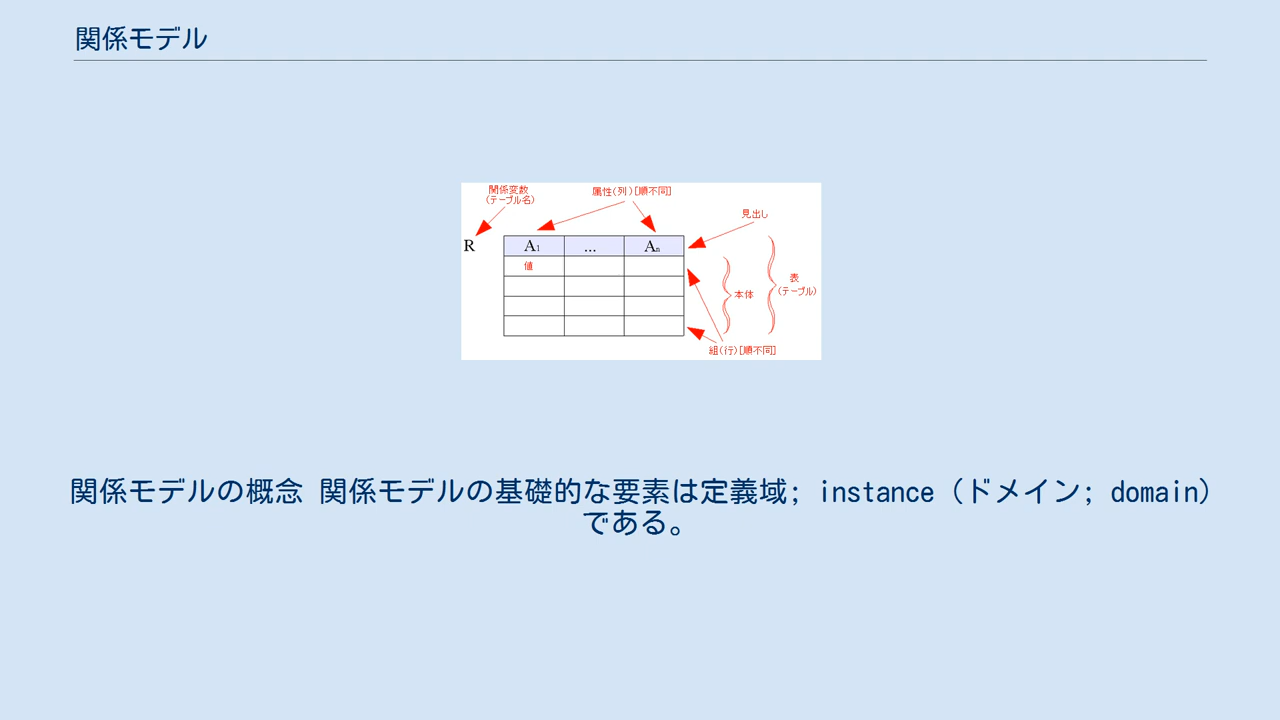 関係モデル
関係変数
(テーブル名)
属性(列)[順不同]
見出し
R
A1
...
An
値
本体
表
(テーブル)
組(行)[順不同]
関係モデルの概念 関係モデルの基礎的な要素は定義域; instance (ドメイン; domain)
である。